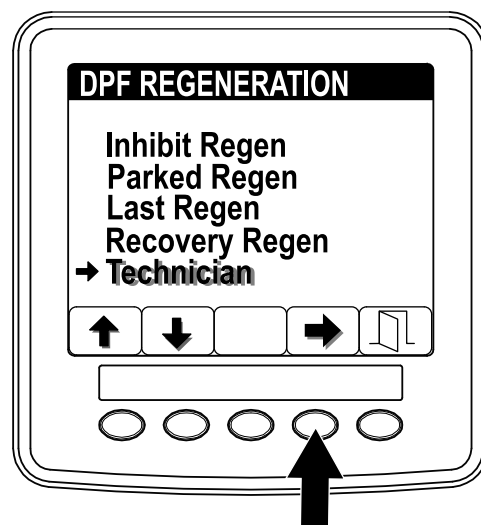 DPF REGENERATION
Inhibit Regen
Parked Regen
Last Regen
Recovery Regen
Technician